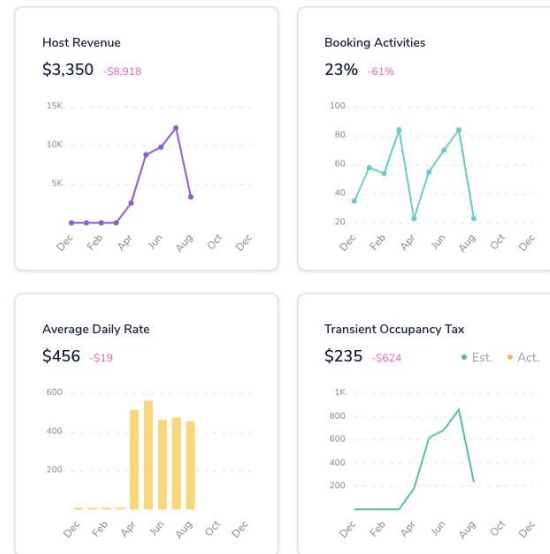 Host Revenue
$3,350 -$8,918
15K
10K
5K
Dec Feb Apr Jun Aug Oct Dec
Booking Activities
23% -61%
100
80
60
40
20
Dec Feb Apr Jun Aug Oct Dec
Average Daily Rate
$456 -$19
600
400
200
Dec Feb Apr Jun Aug Oct Dec
Transient Occupancy Tax
$235 -$624 Est. Act.
1K
800
600
400
200
Dec Feb Apr Jun Aug Oct Dec